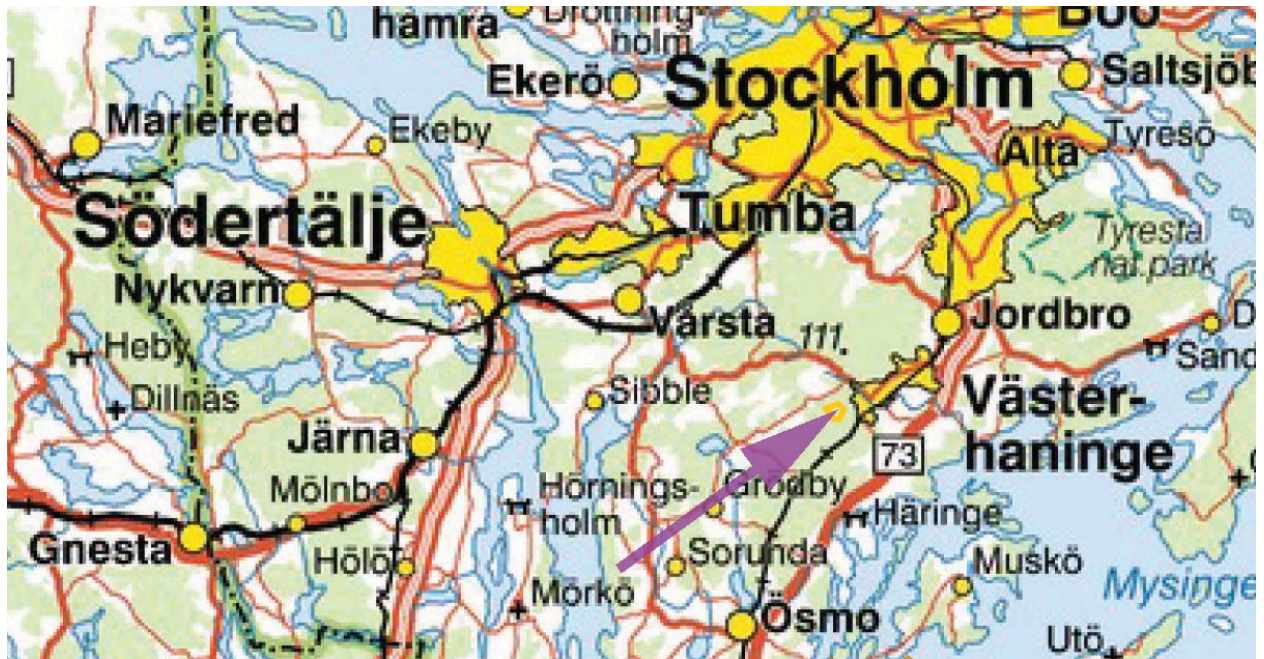 hamra
Drottning-
holm
Boo
Ekerö
Stockholm
Saltsjöb
Mariefred
Ekeby
Älta
Tyresö
Södertälje
Tumba
Tyresta
nat.park
Nykvarn
Vårsta
111.
Jordbro
D
Heby
Sand
Dillnäs
Sibble
Väster-
haninge
Järna
73
Mölnbo
Hörnings-
holm
Grödby
Häringe
Gnesta
Hölö
Sorunda
Muskö
Mörkö
Mysinge
Ösmo
Utö